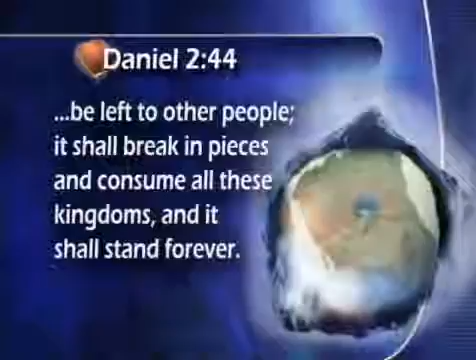 Daniel 2:44
...be left to other people;
it shall break in pieces
and consume all these
kingdoms, and it
shall stand forever.